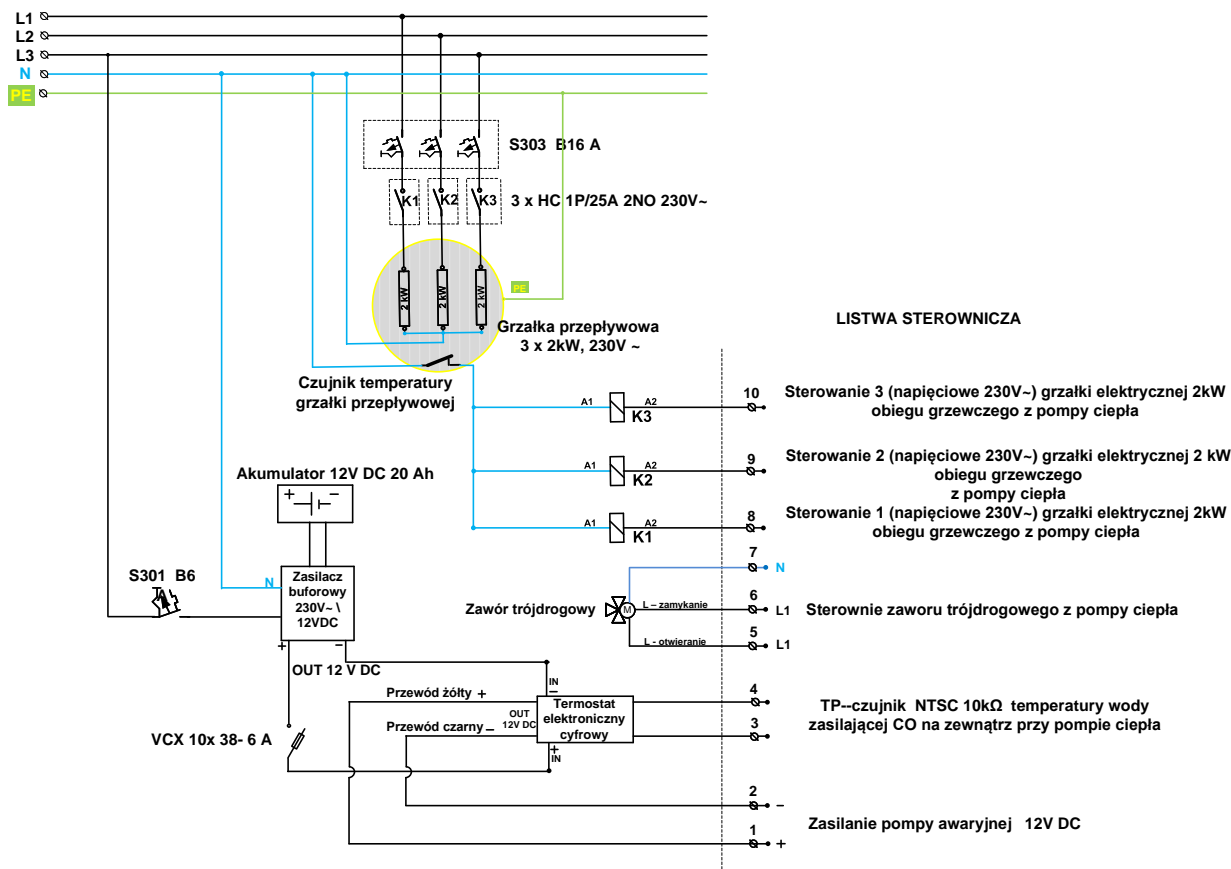 L1
L2
L3
N
PE
S303 B16 A
K1
K2
K3
3 x HC 1P/25A 2NO 230V~
2 kW
2 kW
2 kW
PE
Grzałka przepływowa
3 x 2kW, 230V ~
LISTWA STEROWNICZA
Czujnik temperatury
grzałki przepływowej
A1
A2
K3
10
Sterowanie 3 (napięciowe 230V~) grzałki elektrycznej 2kW
obiegu grzewczego z pompy ciepła
A1
A2
K2
9
Sterowanie 2 (napięciowe 230V~) grzałki elektrycznej 2 kW
obiegu grzewczego
z pompy ciepła
A1
A2
K1
8
Sterowanie 1 (napięciowe 230V~) grzałki elektrycznej 2kW
obiegu grzewczego z pompy ciepła
Akumulator 12V DC 20 Ah
+
−
S301 B6
N
Zasilacz
buforowy
230V~ \
12VDC
+
−
OUT 12 V DC
7
N
Zawór trójdrogowy
M
L – zamykanie
6
L1
Sterownie zaworu trójdrogowego z pompy ciepła
L - otwieranie
5
L1
VCX 10x 38- 6 A
Przewód żółty +
Przewód czarny –
OUT
12V DC
IN
−
Termostat
elektroniczny
cyfrowy
+
IN
4
3
TP--czujnik NTSC 10kΩ temperatury wody
zasilającej CO na zewnątrz przy pompie ciepła
2
−
1
+
Zasilanie pompy awaryjnej 12V DC